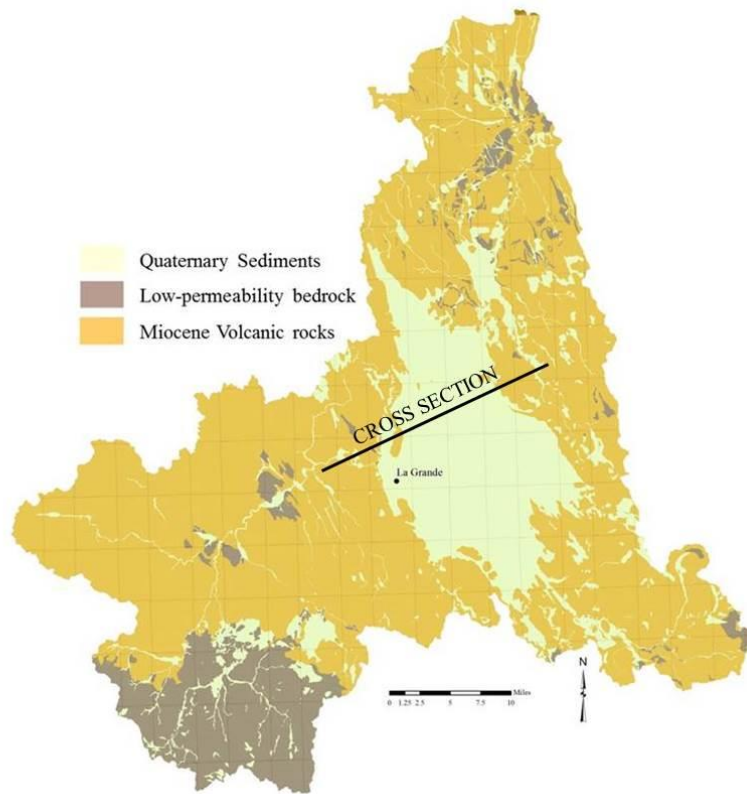 Quaternary Sediments
Low-permeability bedrock
Miocene Volcanic rocks
CROSS SECTION
La Grande
N
Miles
0 1.25 2.5 5 7.5 10